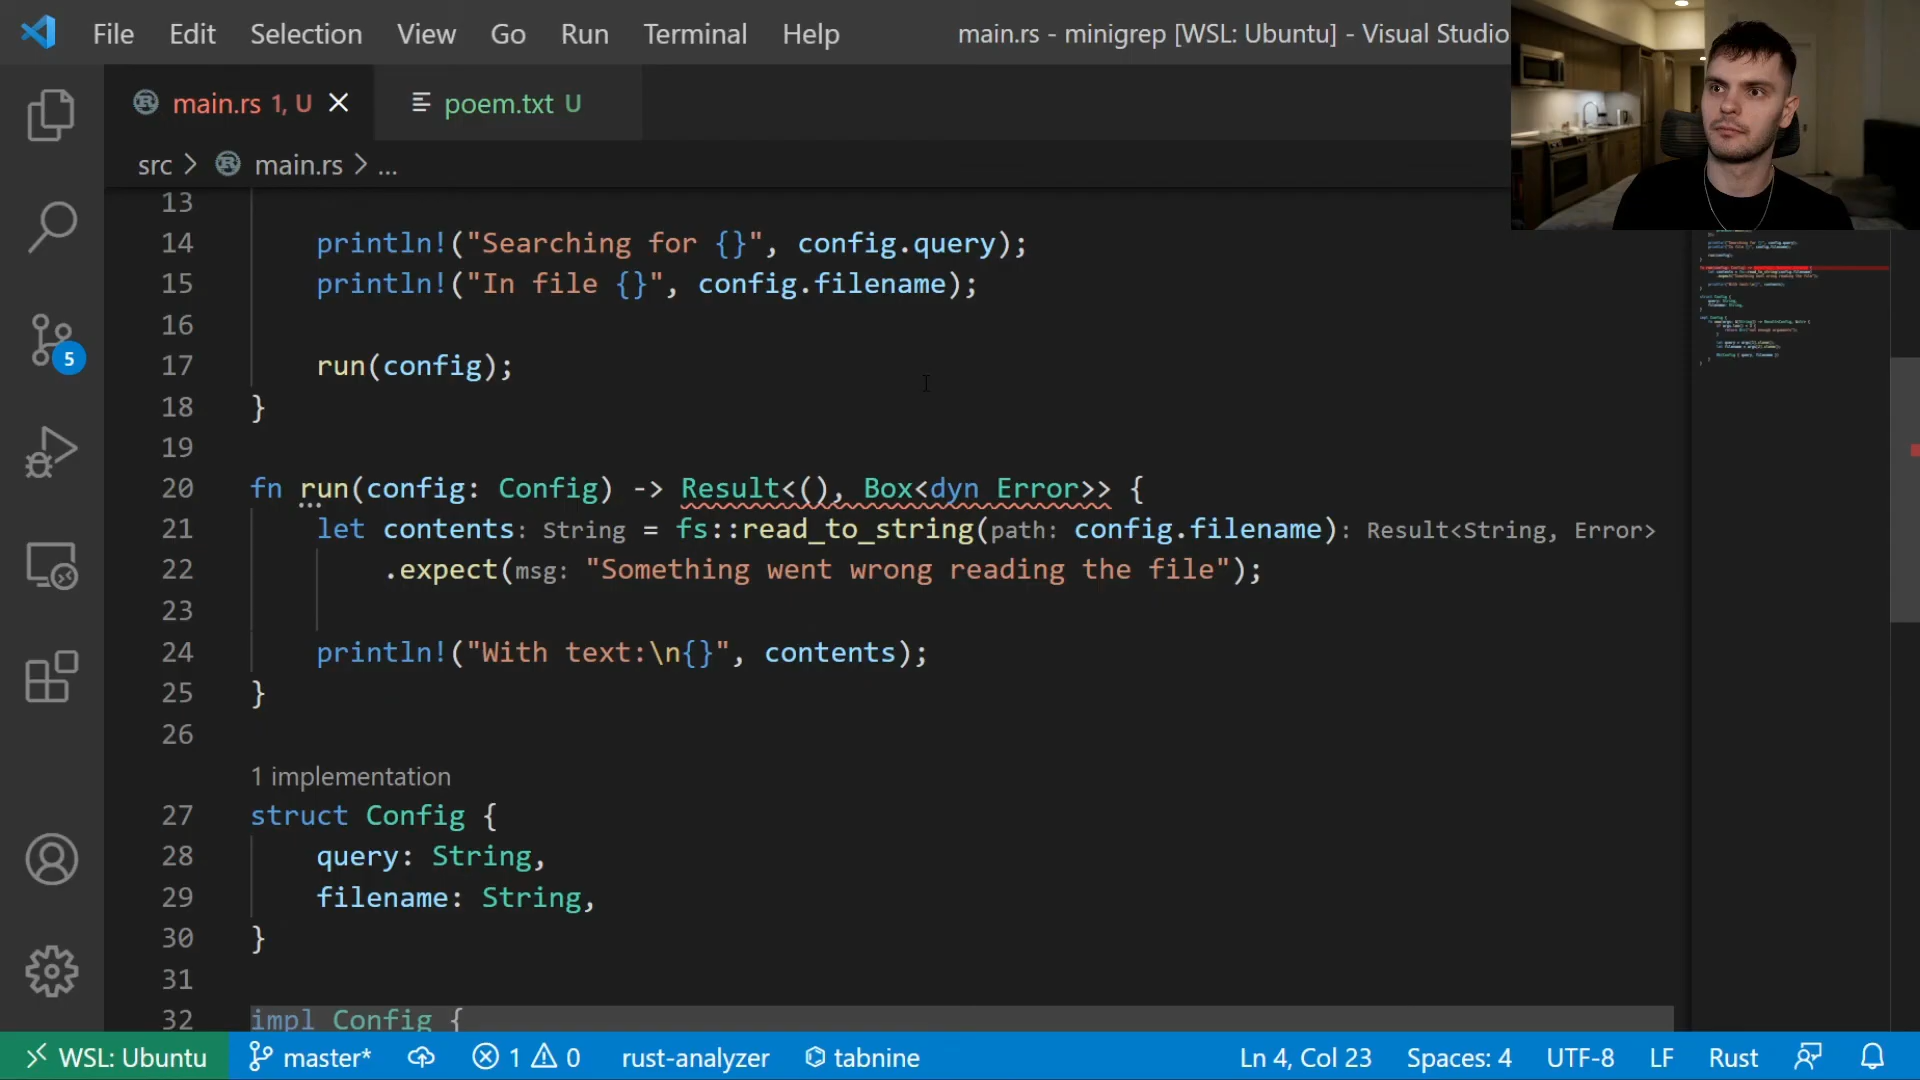 File Edit Selection View Go Run Terminal Help main.rs - minigrep [WSL: Ubuntu] - Visual Studio
main.rs 1, U poem.txt U
src > main.rs > ...
13
14 println!("Searching for {}", config.query);
15 println!("In file {}", config.filename);
16
17 run(config);
18 }
19
20 fn run(config: Config) -> Result<(), Box<dyn Error>> {
21 let contents: String = fs::read_to_string(path: config.filename): Result<String, Error>
22 .expect(msg: "Something went wrong reading the file");
23
24 println!("With text:\n{}", contents);
25 }
26
1 implementation
27 struct Config {
28 query: String,
29 filename: String,
30 }
31
32 impl Config {
5
WSL: Ubuntu master* 1 0 rust-analyzer tabnine Ln 4, Col 23 Spaces: 4 UTF-8 LF Rust